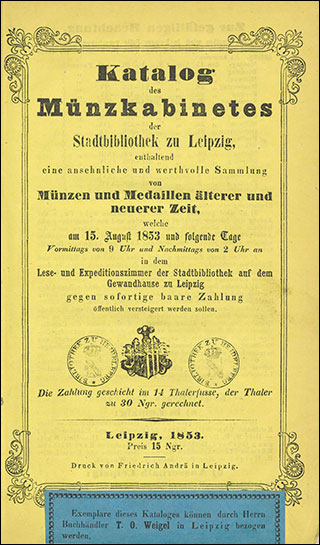 Katalog
des
Münzkabinetes
der
Stadtbibliothek zu Leipzig,
enthaltend
eine ansehnliche und werthvolle Sammlung
von
Münzen und Medaillen älterer und
neuerer Zeit,
welche
am 15. August 1853 und folgende Tage
Vormittags von 9 Uhr und Nachmittags von 2 Uhr an
in dem
Lese- und Expeditionszimmer der Stadtbibliothek auf dem
Gewandhause zu Leipzig
gegen sofortige baare Zahlung
öffentlich versteigert werden sollen.
Die Zahlung geschieht im 14 Thalerfusse, der Thaler
zu 30 Ngr. gerechnet.
Leipzig, 1853.
Preis 15 Ngr.
Druck von Friedrich Andrä in Leipzig.
Exemplare dieses Kataloges können durch Herrn
Buchhändler T. O. Weigel in Leipzig bezogen
werden.